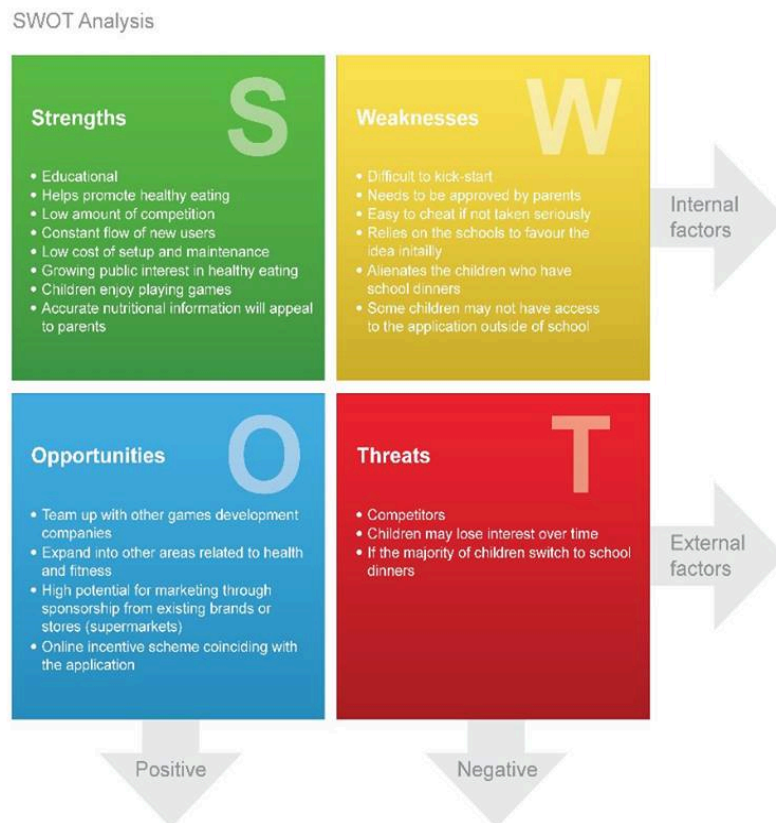 SWOT Analysis
S
Strengths
• Educational
• Helps promote healthy eating
• Low amount of competition
• Constant flow of new users
• Low cost of setup and maintenance
• Growing public interest in healthy eating
• Children enjoy playing games
• Accurate nutritional information will appeal
to parents
W
Weaknesses
• Difficult to kick-start
• Needs to be approved by parents
• Easy to cheat if not taken seriously
• Relies on the schools to favour the
idea initailly
• Alienates the children who have
school dinners
• Some children may not have access
to the application outside of school
Internal
factors
O
Opportunities
• Team up with other games development
companies
• Expand into other areas related to health
and fitness
• High potential for marketing through
sponsorship from existing brands or
stores (supermarkets)
• Online incentive scheme coinciding with
the application
T
Threats
• Competitors
• Children may lose interest over time
• If the majority of children switch to school
dinners
External
factors
Positive
Negative